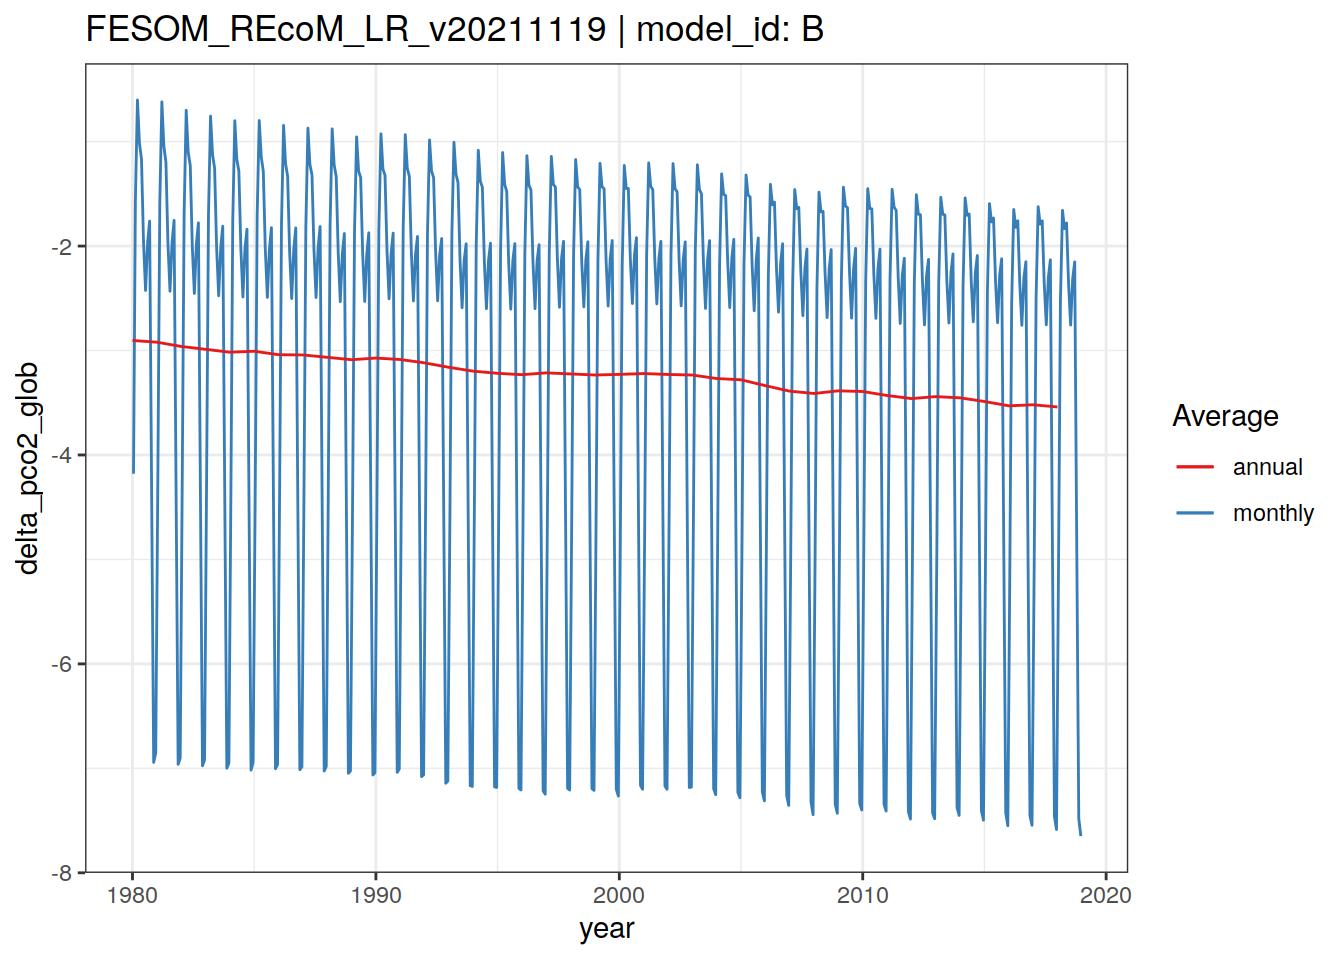 FESOM_REcoM_LR_v20211119 | model_id: B
delta_pco2_glob
-2
-4
-6
-8
1980
1990
2000
2010
2020
year
Average
annual
monthly